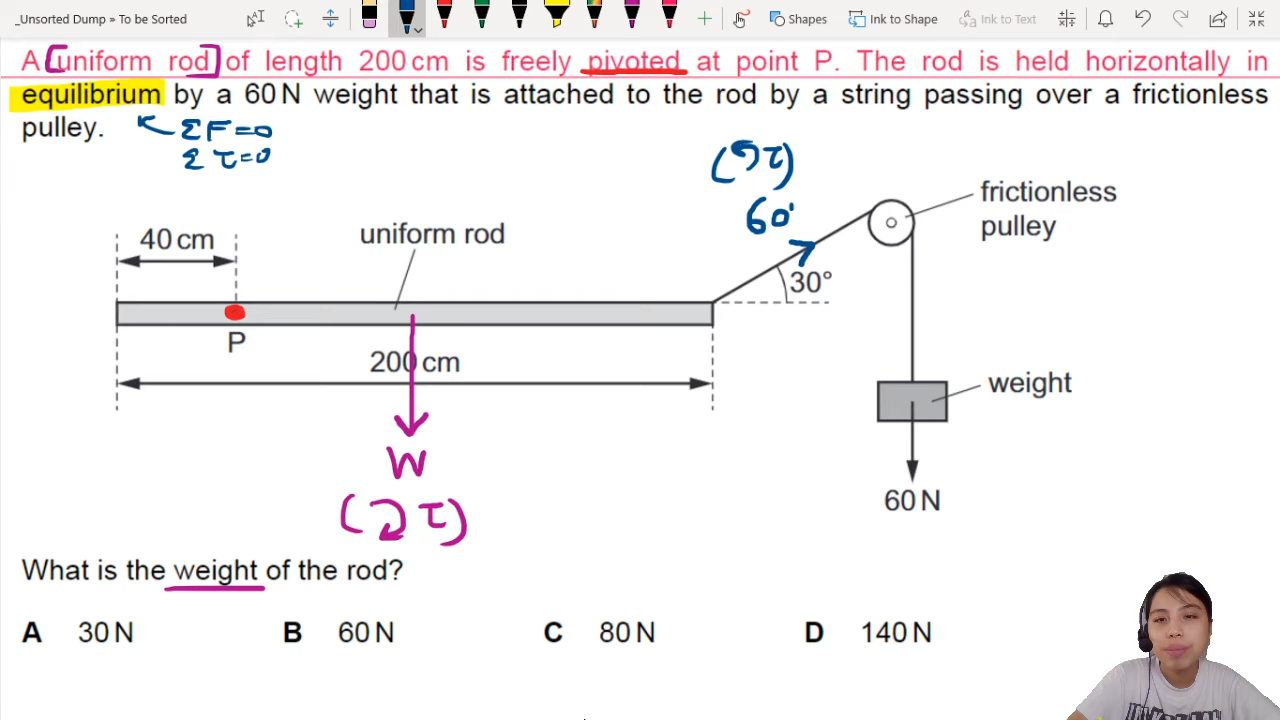 _Unsorted Dump » To be Sorted
Shapes
Ink to Shape
Ink to Text
A [uniform rod] of length 200 cm is freely pivoted at point P. The rod is held horizontally in
equilibrium by a 60 N weight that is attached to the rod by a string passing over a frictionless
pulley.
ΣF=0
Στ=0
(↺τ)
60
frictionless
pulley
40 cm
uniform rod
30°
P
200 cm
weight
W
(↻τ)
60 N
What is the weight of the rod?
A 30 N B 60 N C 80 N D 140 N